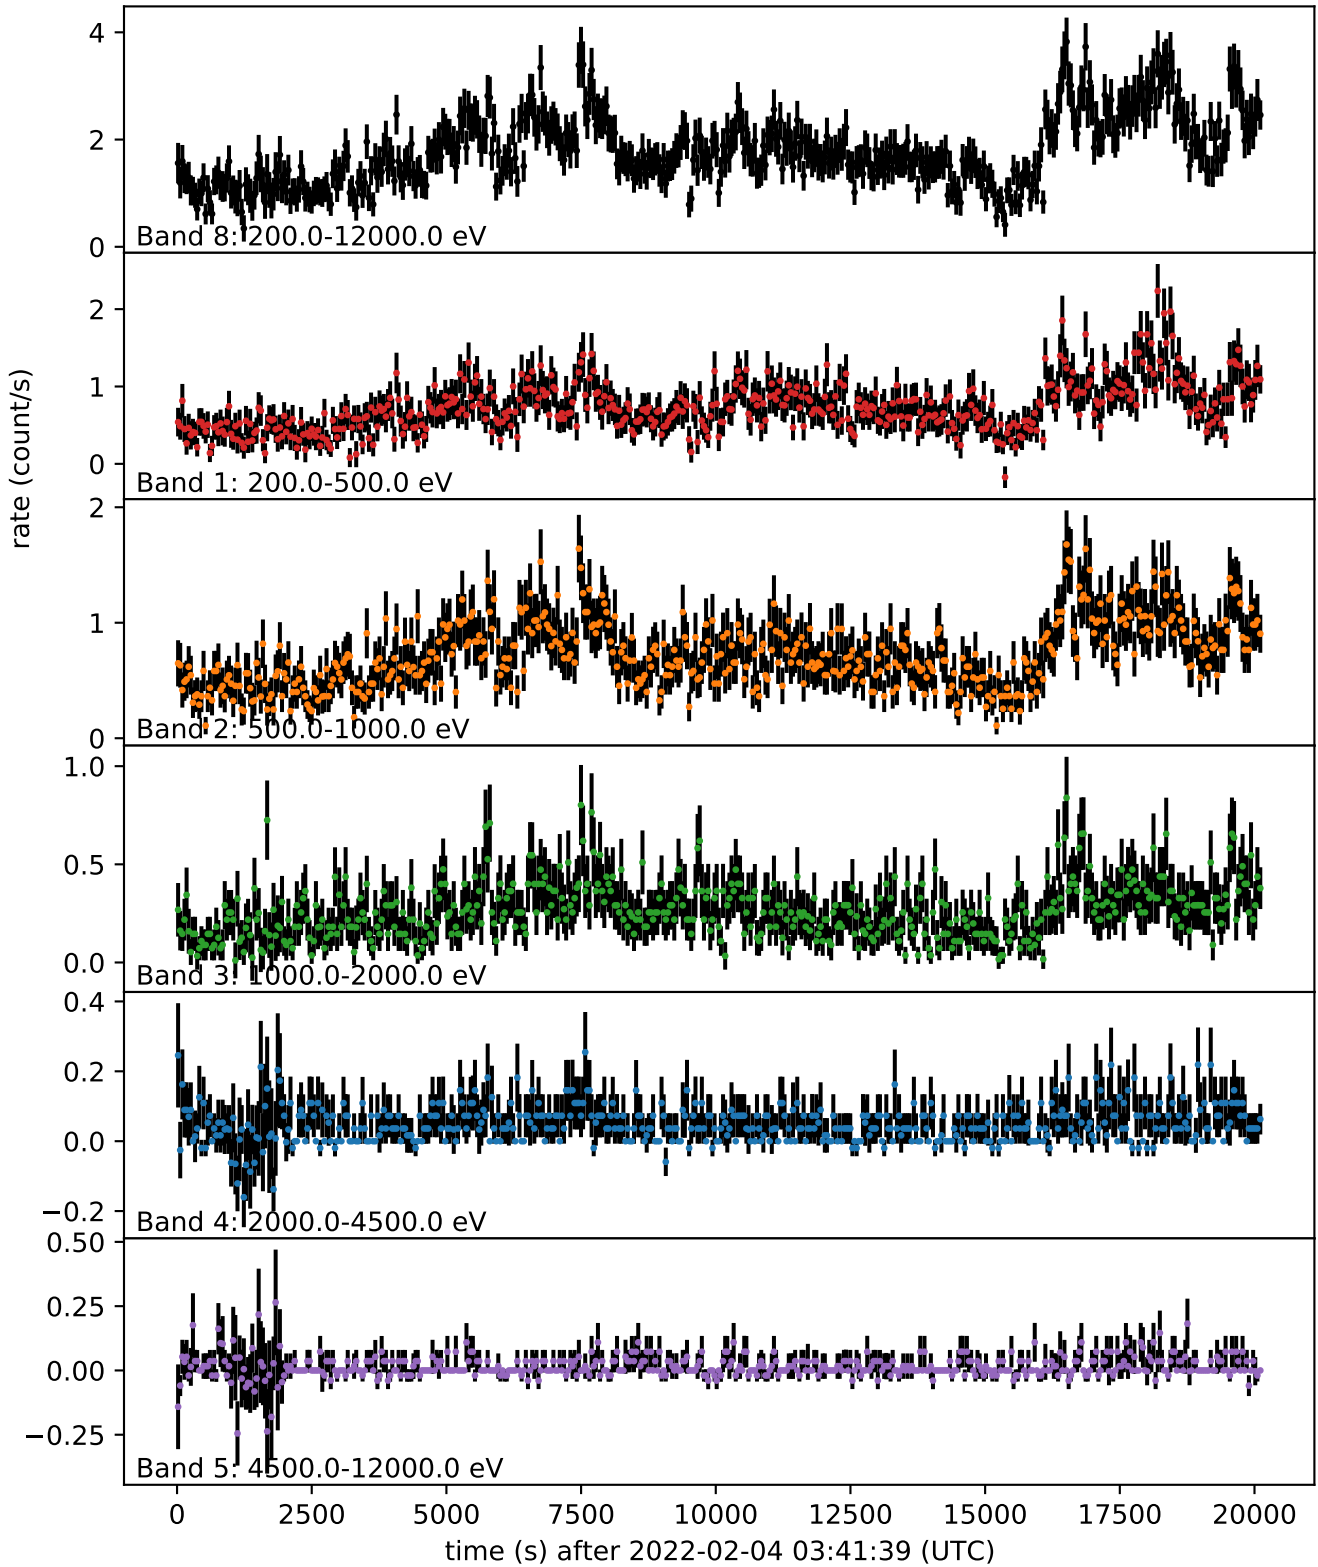 4
2
0
Band 8: 200.0-12000.0 eV
2
1
0
Band 1: 200.0-500.0 eV
rate (count/s)
2
1
0
Band 2: 500.0-1000.0 eV
1.0
0.5
0.0
Band 3: 1000.0-2000.0 eV
0.4
0.2
0.0
−0.2
Band 4: 2000.0-4500.0 eV
0.50
0.25
0.00
−0.25
Band 5: 4500.0-12000.0 eV
0 2500 5000 7500 10000 12500 15000 17500 20000
time (s) after 2022-02-04 03:41:39 (UTC)